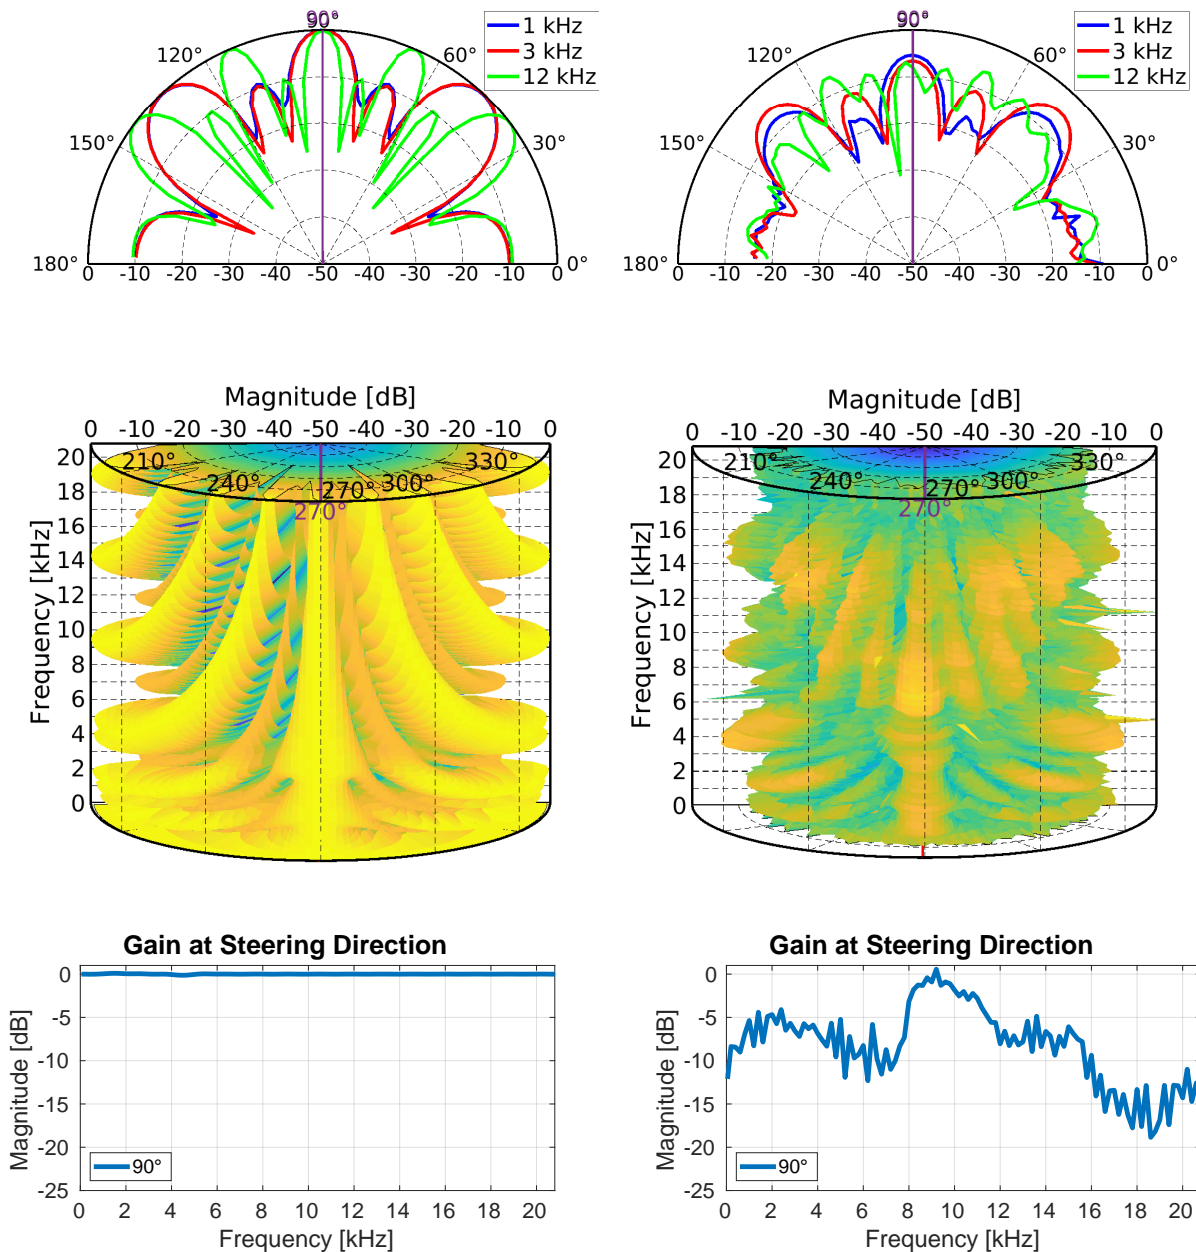 90°
90°
1 kHz
3 kHz
12 kHz
120°
60°
150°
30°
180°
0°
0 -10 -20 -30 -40 -50 -40 -30 -20 -10 0
90°
90°
1 kHz
3 kHz
12 kHz
120°
60°
150°
30°
180°
0°
0 -10 -20 -30 -40 -50 -40 -30 -20 -10 0
Magnitude [dB]
0 -10 -20 -30 -40 -50 -40 -30 -20 -10 0
210°
240°
270°
300°
330°
270°
20
18
16
14
12
10
8
6
4
2
0
Frequency [kHz]
Magnitude [dB]
0 -10 -20 -30 -40 -50 -40 -30 -20 -10 0
210°
240°
270°
300°
330°
270°
20
18
16
14
12
10
8
6
4
2
0
Frequency [kHz]
Gain at Steering Direction
0
-5
-10
-15
-20
-25
Magnitude [dB]
90°
0 2 4 6 8 10 12 14 16 18 20
Frequency [kHz]
Gain at Steering Direction
0
-5
-10
-15
-20
-25
Magnitude [dB]
90°
0 2 4 6 8 10 12 14 16 18 20
Frequency [kHz]